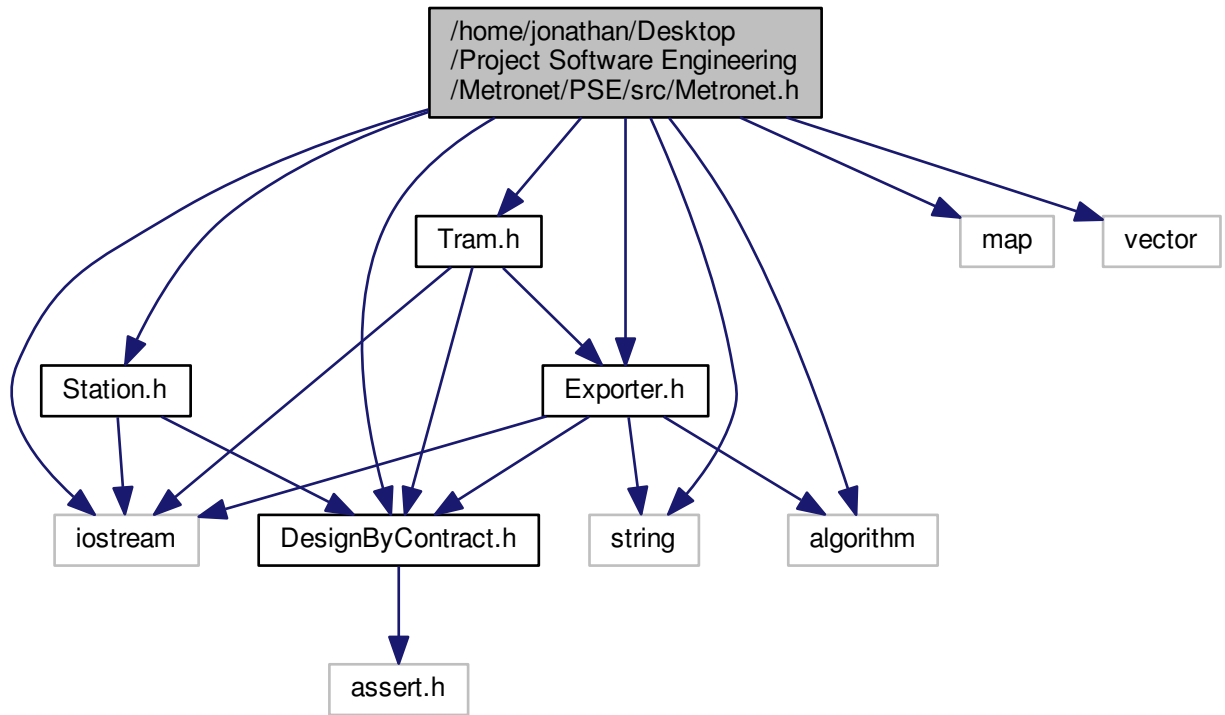 /home/jonathan/Desktop
/Project Software Engineering
/Metronet/PSE/src/Metronet.h
Tram.h
map
vector
Station.h
Exporter.h
iostream
DesignByContract.h
string
algorithm
assert.h